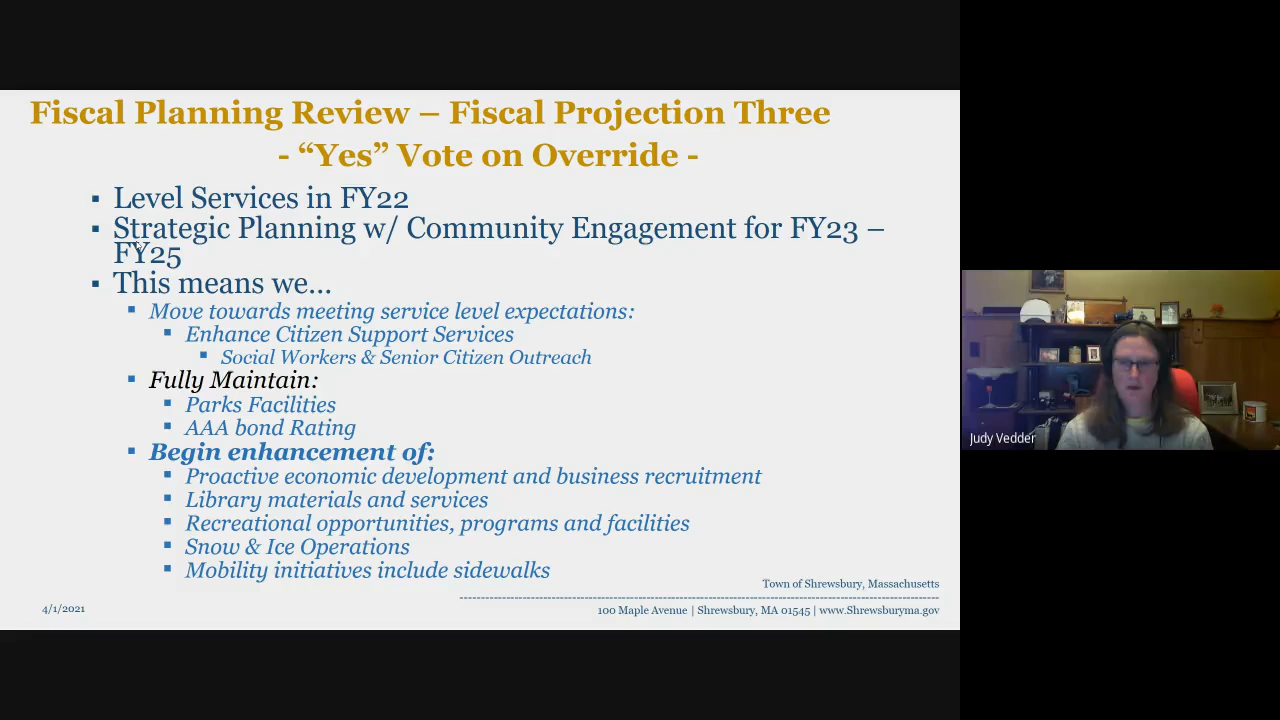 Fiscal Planning Review – Fiscal Projection Three
- “Yes” Vote on Override -
Level Services in FY22
Strategic Planning w/ Community Engagement for FY23 –
FY25
This means we...
Move towards meeting service level expectations:
Enhance Citizen Support Services
Social Workers & Senior Citizen Outreach
Fully Maintain:
Parks Facilities
AAA bond Rating
Begin enhancement of:
Proactive economic development and business recruitment
Library materials and services
Recreational opportunities, programs and facilities
Snow & Ice Operations
Mobility initiatives include sidewalks
Town of Shrewsbury, Massachusetts
4/1/2021
100 Maple Avenue | Shrewsbury, MA 01545 | www.Shrewsburyma.gov
Judy Vedder